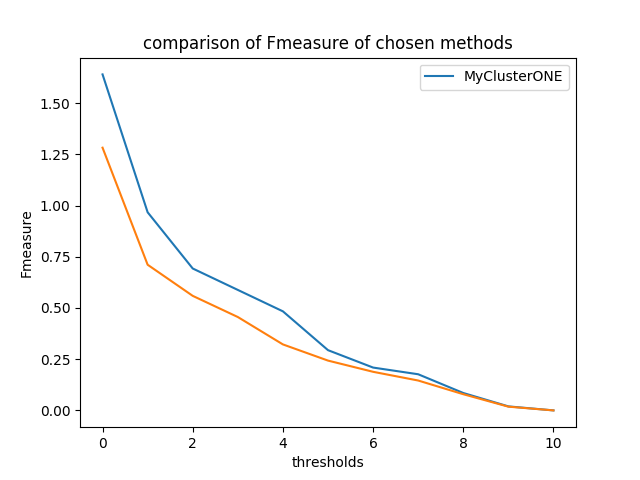 comparison of Fmeasure of chosen methods
MyClusterONE
1.50
1.25
1.00
0.75
0.50
0.25
0.00
Fmeasure
0 2 4 6 8 10
thresholds